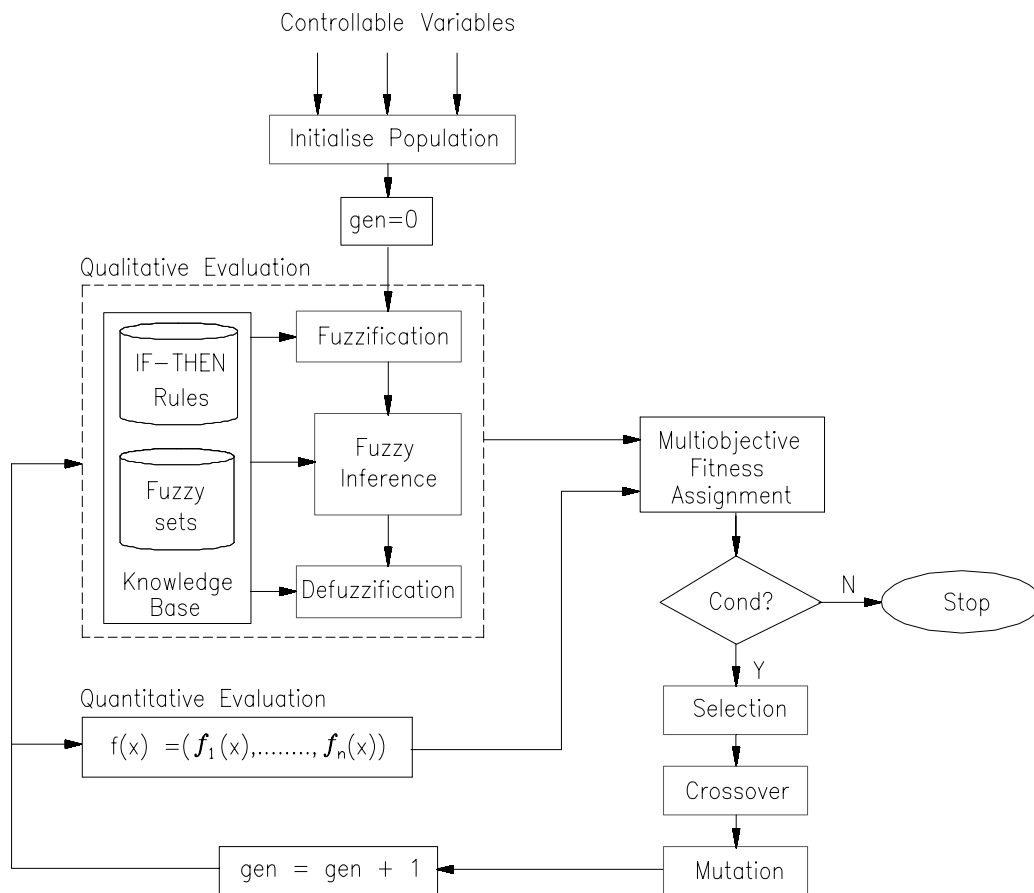 Controllable Variables
Initialise Population
gen=0
Qualitative Evaluation
IF-THEN
Rules
Fuzzy
sets
Knowledge
Base
Fuzzification
Fuzzy
Inference
Defuzzification
Multiobjective
Fitness
Assignment
Cond?
N
Stop
Y
Selection
Crossover
Mutation
Quantitative Evaluation
f(x) =(f₁(x),........,fₙ(x))
gen = gen + 1